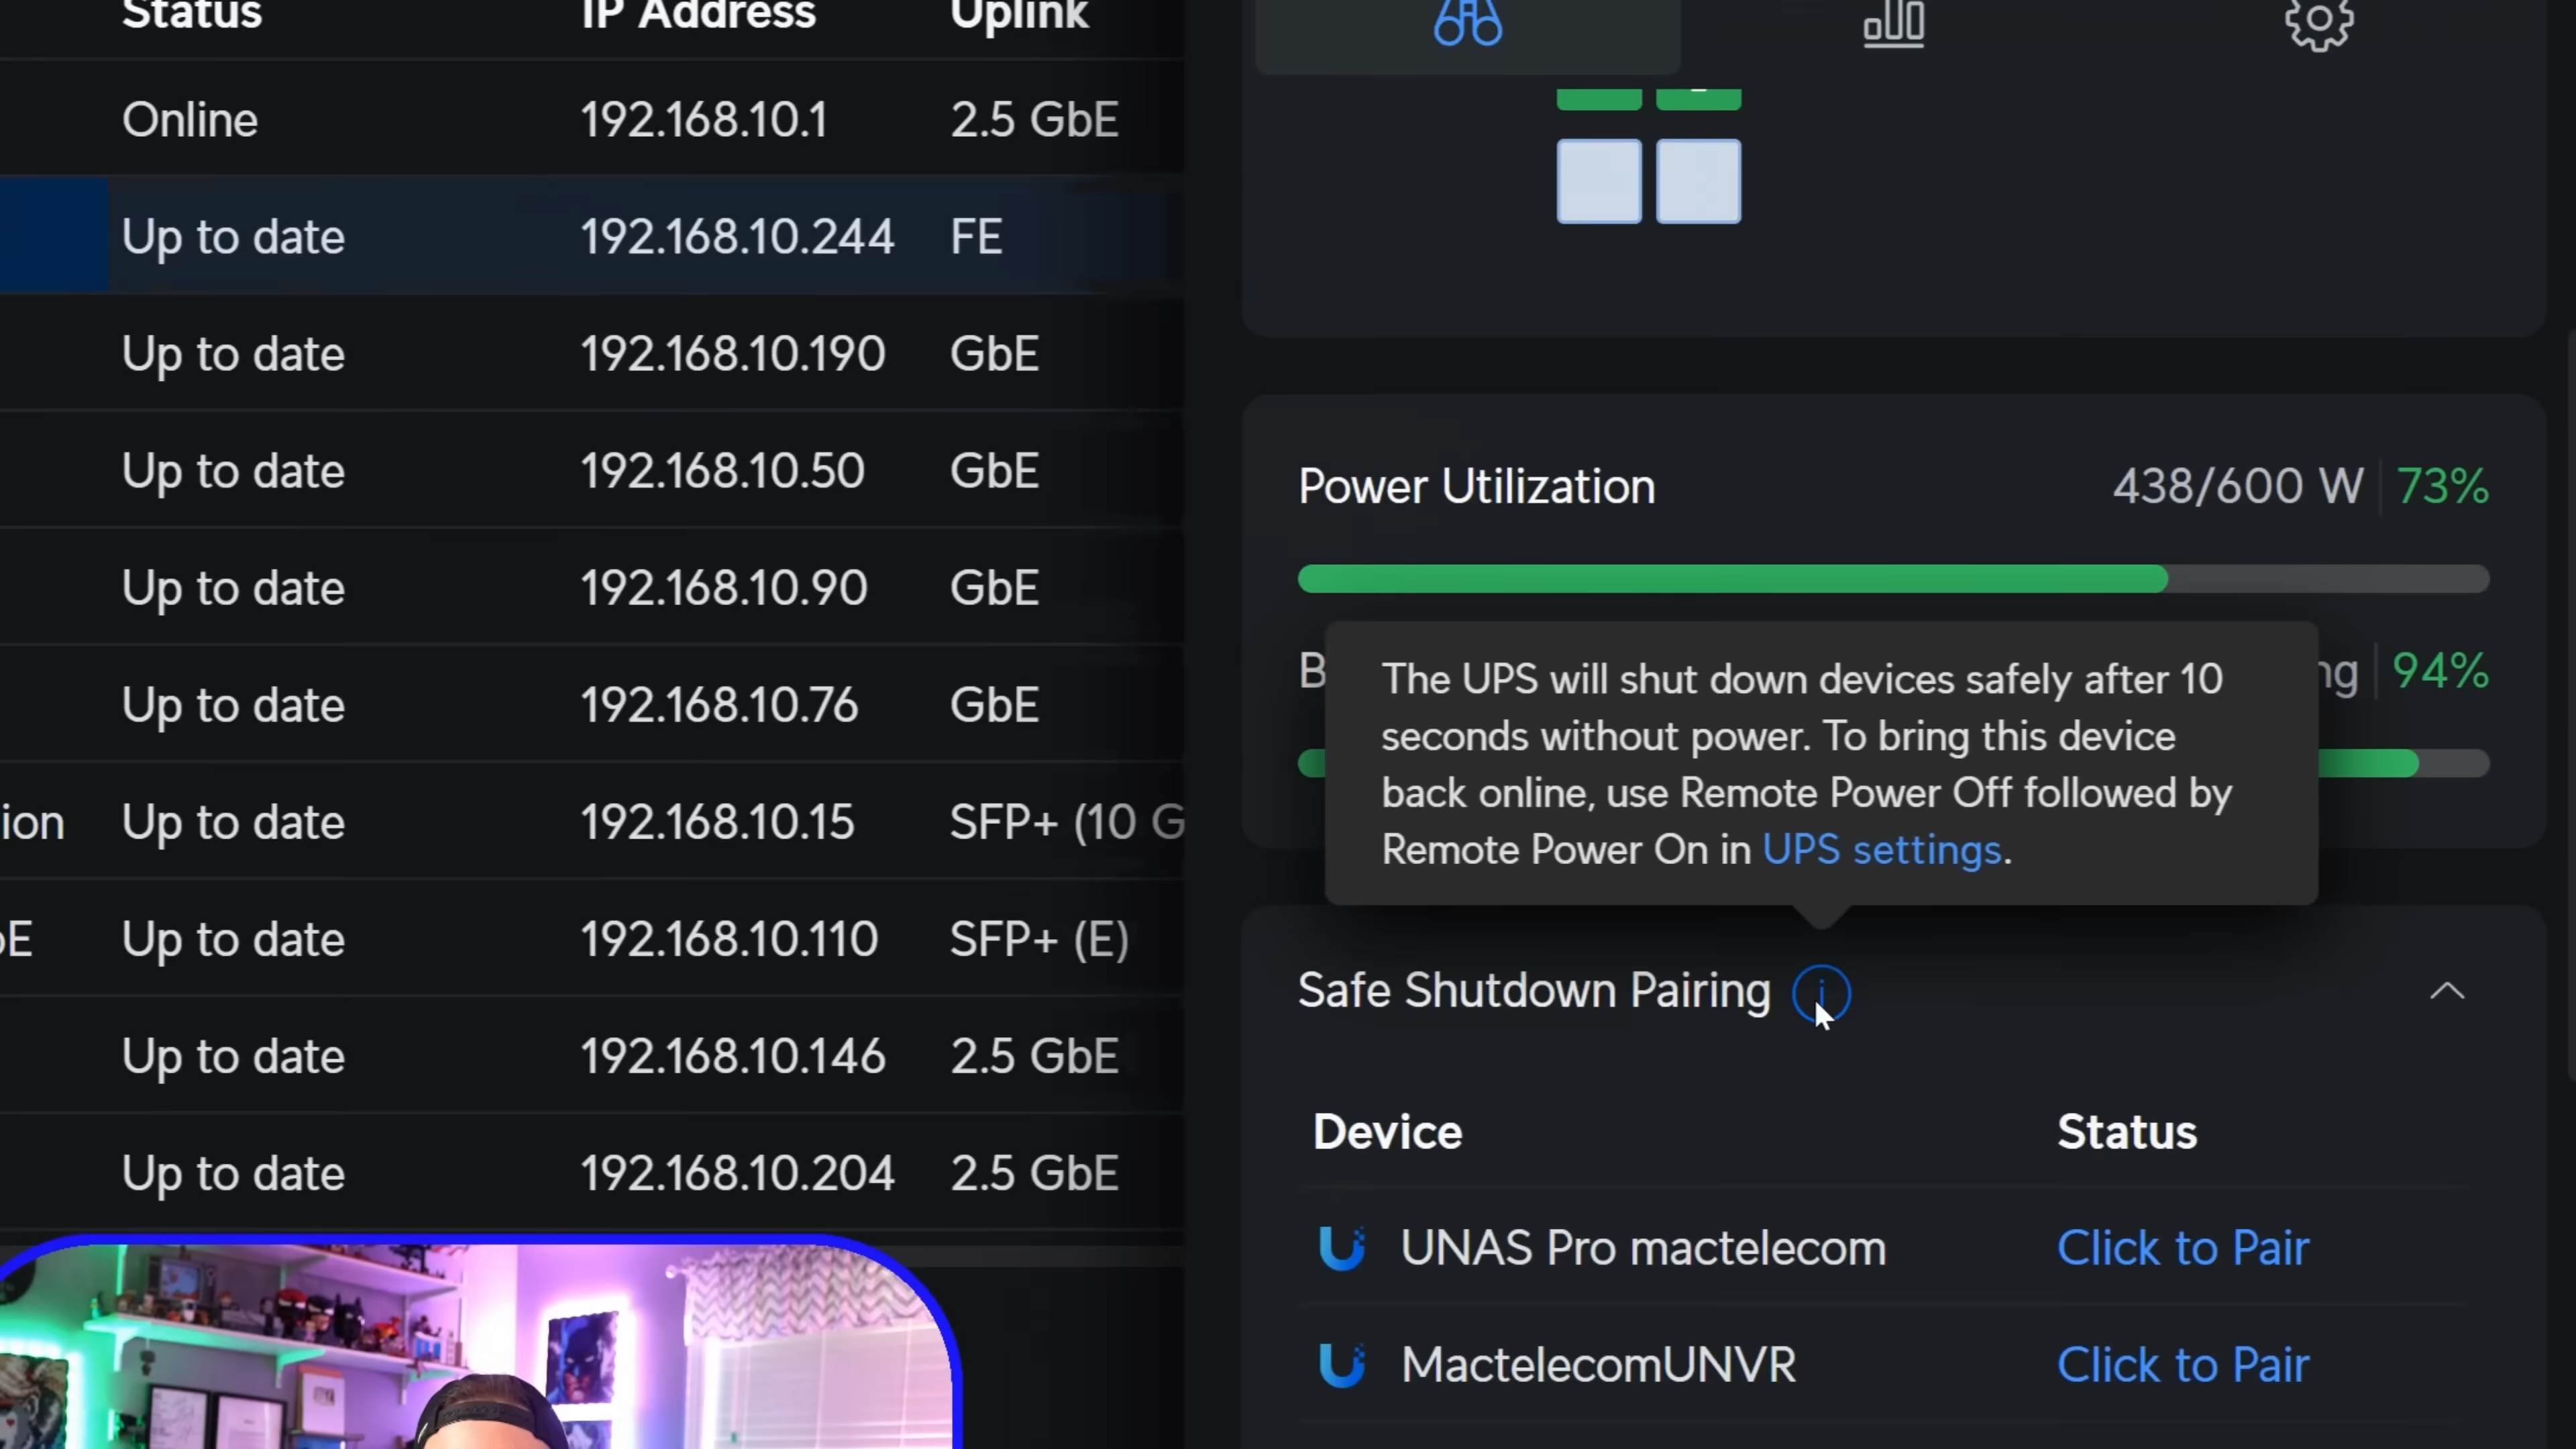 Status IP Address Uplink
Online 192.168.10.1 2.5 GbE
Up to date 192.168.10.244 FE
Up to date 192.168.10.190 GbE
Up to date 192.168.10.50 GbE
Up to date 192.168.10.90 GbE
Up to date 192.168.10.76 GbE
ion Up to date 192.168.10.15 SFP+ (10 G
E Up to date 192.168.10.110 SFP+ (E)
Up to date 192.168.10.146 2.5 GbE
Up to date 192.168.10.204 2.5 GbE
Power Utilization 438/600 W 73%
B ng 94%
The UPS will shut down devices safely after 10
seconds without power. To bring this device
back online, use Remote Power Off followed by
Remote Power On in UPS settings.
Safe Shutdown Pairing
Device Status
UNAS Pro mactelecom Click to Pair
MactelecomUNVR Click to Pair